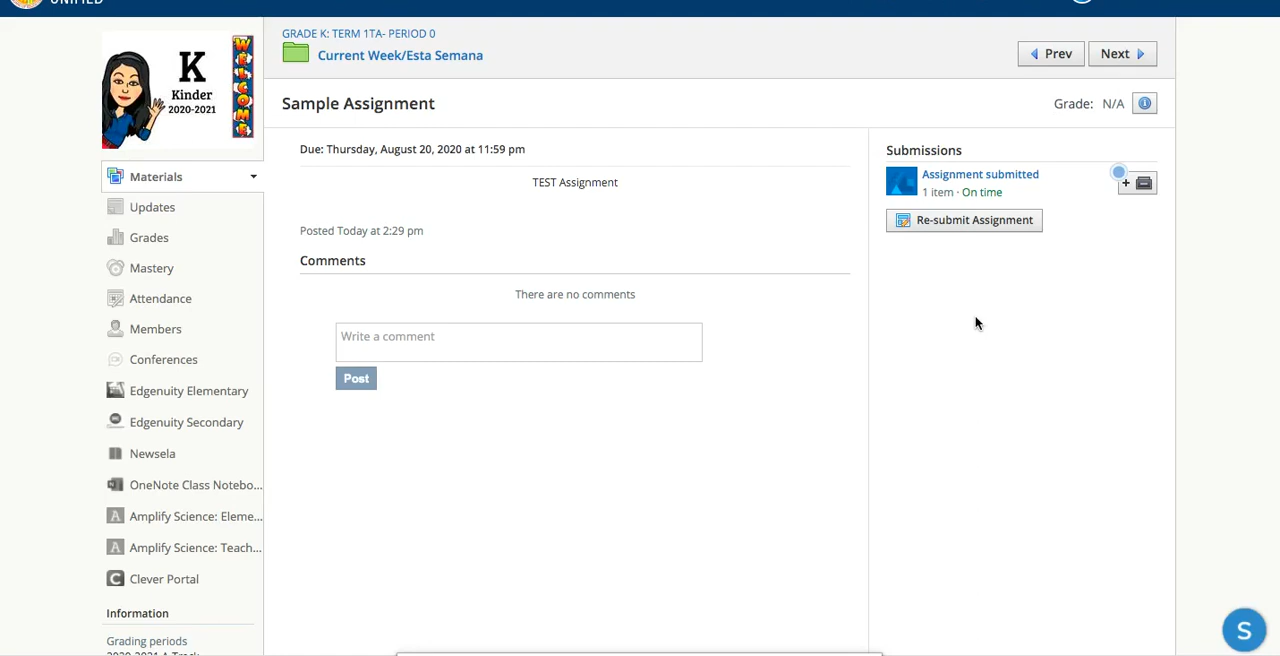 UNIFIED
K
Kinder
2020-2021
WELCOME
GRADE K: TERM 1TA- PERIOD 0
Current Week/Esta Semana
Prev
Next
Sample Assignment
Grade: N/A
Materials
Updates
Grades
Mastery
Attendance
Members
Conferences
Edgenuity Elementary
Edgenuity Secondary
Newsela
OneNote Class Notebo...
Amplify Science: Eleme...
Amplify Science: Teach...
Clever Portal
Information
Grading periods
2020-2021 A-Track
Due: Thursday, August 20, 2020 at 11:59 pm
TEST Assignment
Posted Today at 2:29 pm
Comments
There are no comments
Write a comment
Post
Submissions
Assignment submitted
1 item · On time
+
Re-submit Assignment
S